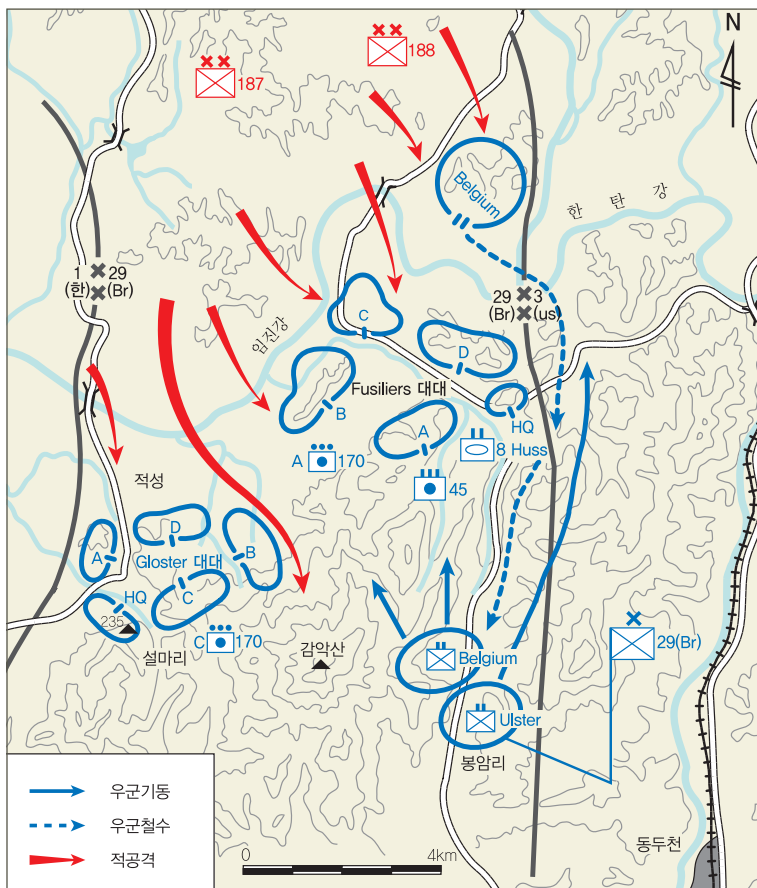 187
188
N
Belgium
한탄강
1
(한)
29
(Br)
29
(Br)
3
(us)
임진강
C
D
B
Fusiliers 대대
A
HQ
8 Huss
A
170
45
적성
D
A
Gloster 대대
B
HQ
C
235
설마리
C
170
감악산
Belgium
29(Br)
Ulster
봉암리
우군기동
우군철수
적공격
0
4km
동두천